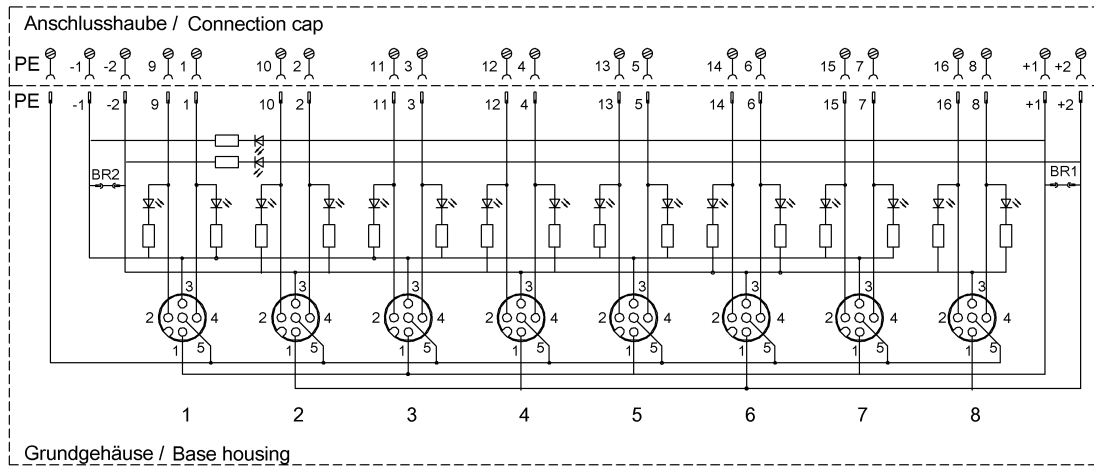 Anschlusshaube / Connection cap
PE -1 -2 9 1 10 2 11 3 12 4 13 5 14 6 15 7 16 8 +1 +2
PE -1 -2 9 1 10 2 11 3 12 4 13 5 14 6 15 7 16 8 +1 +2
BR2 BR1
3 3 3 3 3 3 3 3
2 4 2 4 2 4 2 4 2 4 2 4 2 4 2 4
1 5 1 5 1 5 1 5 1 5 1 5 1 5 1 5
1 2 3 4 5 6 7 8
Grundgehäuse / Base housing